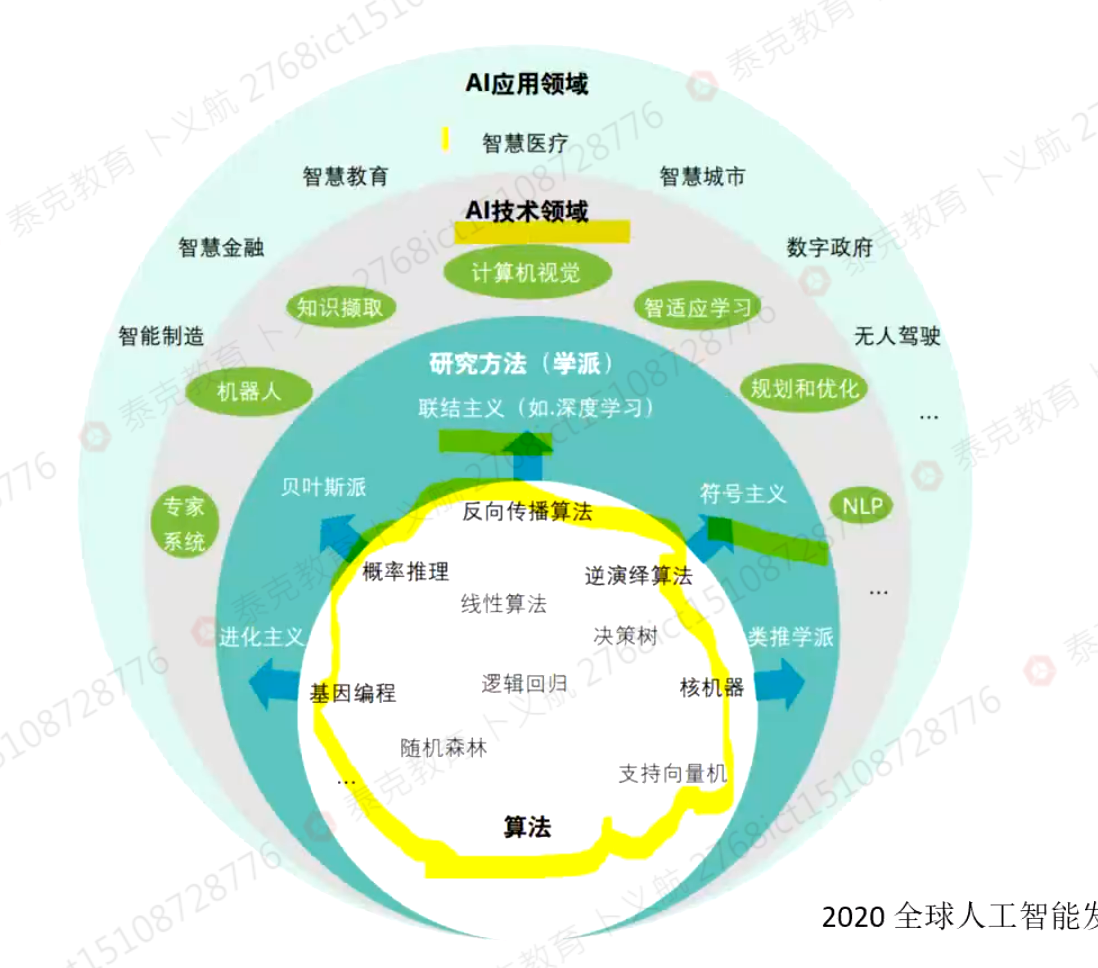 AI应用领域
智慧医疗
智慧教育
智慧城市
AI技术领域
智慧金融
数字政府
计算机视觉
知识撷取
智适应学习
智能制造
无人驾驶
研究方法（学派）
机器人
规划和优化
联结主义（如.深度学习）
...
贝叶斯派
符号主义
专家
系统
NLP
反向传播算法
概率推理
逆演绎算法
...
线性算法
进化主义
决策树
类推学派
基因编程
逻辑回归
核机器
随机森林
...
支持向量机
算法
2020 全球人工智能发
泰克教育 卜义航 2768ict15108728776